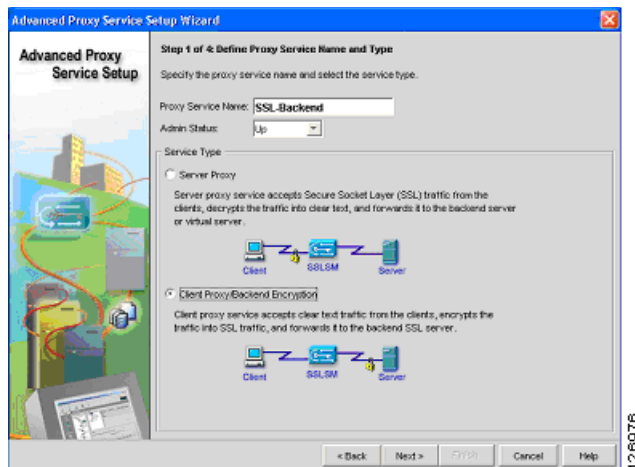 Advanced Proxy Service Setup Wizard
Advanced Proxy
Service Setup
Step 1 of 4: Define Proxy Service Name and Type
Specify the proxy service name and select the service type.
Proxy Service Name: SSL-Backend
Admin Status: Up
Service Type
Server Proxy
Server proxy service accepts Secure Socket Layer (SSL) traffic from the
clients, decrypts the traffic into clear text, and forwards it to the backend server
or virtual server.
Client SSLSM Server
Client Proxy/Backend Encryption
Client proxy service accepts clear text traffic from the clients, encrypts the
traffic into SSL traffic, and forwards it to the backend SSL server.
Client SSLSM Server
< Back Next > Finish Cancel Help